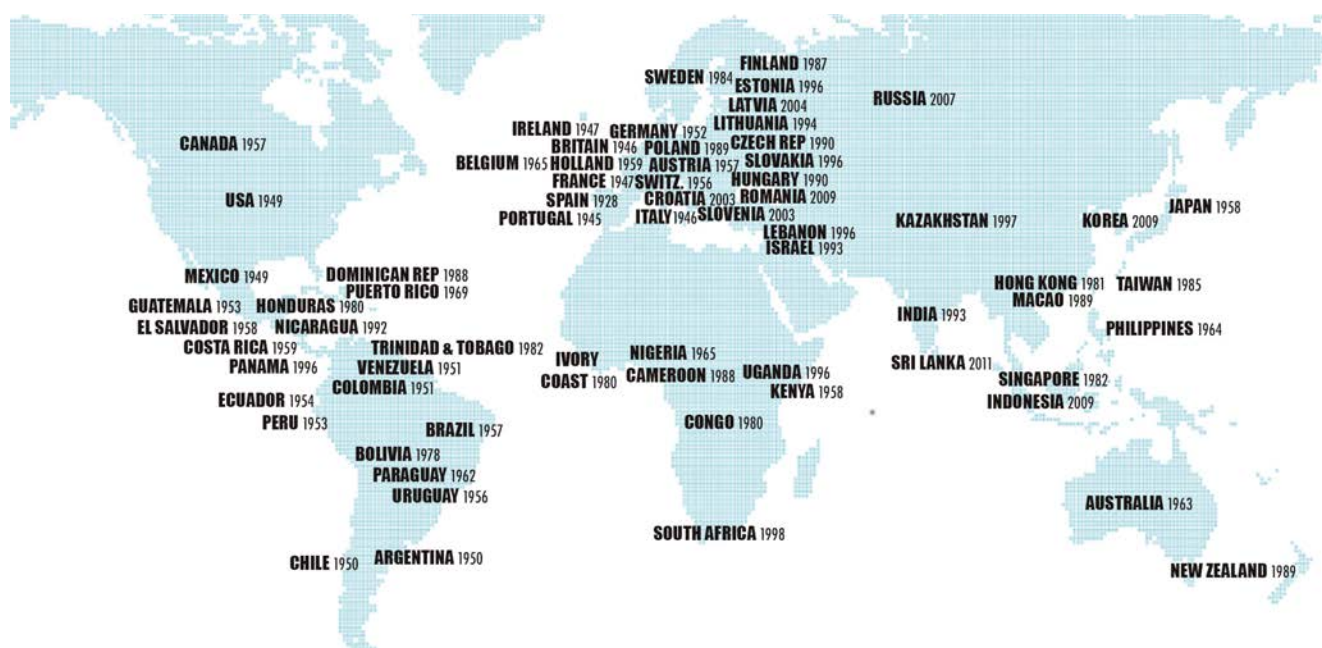 FINLAND 1987
SWEDEN 1984
ESTONIA 1996
RUSSIA 2007
LATVIA 2004
LITHUANIA 1994
IRELAND 1947
GERMANY 1952
CANADA 1957
BRITAIN 1946
POLAND 1989
CZECH REP 1990
BELGIUM 1965
HOLLAND 1959
AUSTRIA 1957
SLOVAKIA 1996
FRANCE 1947
SWITZ. 1956
HUNGARY 1990
USA 1949
SPAIN 1928
CROATIA 2003
ROMANIA 2009
JAPAN 1958
PORTUGAL 1945
ITALY 1946
SLOVENIA 2003
KAZAKHSTAN 1997
KOREA 2009
LEBANON 1996
ISRAEL 1993
MEXICO 1949
DOMINICAN REP 1988
HONG KONG 1981
TAIWAN 1985
PUERTO RICO 1969
MACAO 1989
GUATEMALA 1953
HONDURAS 1980
INDIA 1993
EL SALVADOR 1958
NICARAGUA 1992
PHILIPPINES 1964
COSTA RICA 1959
TRINIDAD & TOBAGO 1982
IVORY
COAST 1980
NIGERIA 1965
PANAMA 1996
VENEZUELA 1951
CAMEROON 1988
UGANDA 1996
SRI LANKA 2011
SINGAPORE 1982
COLOMBIA 1951
KENYA 1958
ECUADOR 1954
INDONESIA 2009
PERU 1953
BRAZIL 1957
CONGO 1980
BOLIVIA 1978
PARAGUAY 1962
URUGUAY 1956
AUSTRALIA 1963
SOUTH AFRICA 1998
CHILE 1950
ARGENTINA 1950
NEW ZEALAND 1989